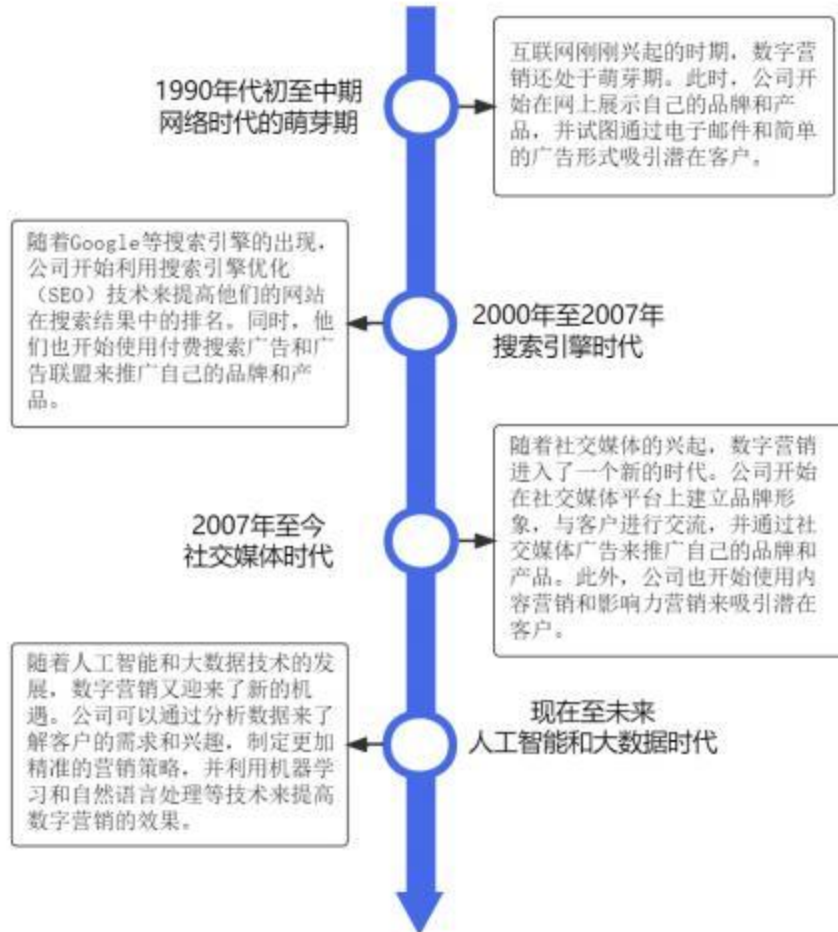 1990年代初至中期
网络时代的萌芽期
互联网刚刚兴起的时期，数字营
销还处于萌芽期。此时，公司开
始在网上展示自己的品牌和产
品，并试图通过电子邮件和简单
的广告形式吸引潜在客户。
随着Google等搜索引擎的出现，
公司开始利用搜索引擎优化
（SEO）技术来提高他们的网站
在搜索结果中的排名。同时，他
们也开始使用付费搜索广告和广
告联盟来推广自己的品牌和产
品。
2000年至2007年
搜索引擎时代
2007年至今
社交媒体时代
随着社交媒体的兴起，数字营销
进入了一个新的时代。公司开始
在社交媒体平台上建立品牌形
象，与客户进行交流，并通过社
交媒体广告来推广自己的品牌和
产品。此外，公司也开始使用内
容营销和影响力营销来吸引潜在
客户。
随着人工智能和大数据技术的发
展，数字营销又迎来了新的机
遇。公司可以通过分析数据来了
解客户的需求和兴趣，制定更加
精准的营销策略，并利用机器学
习和自然语言处理等技术来提高
数字营销的效果。
现在至未来
人工智能和大数据时代